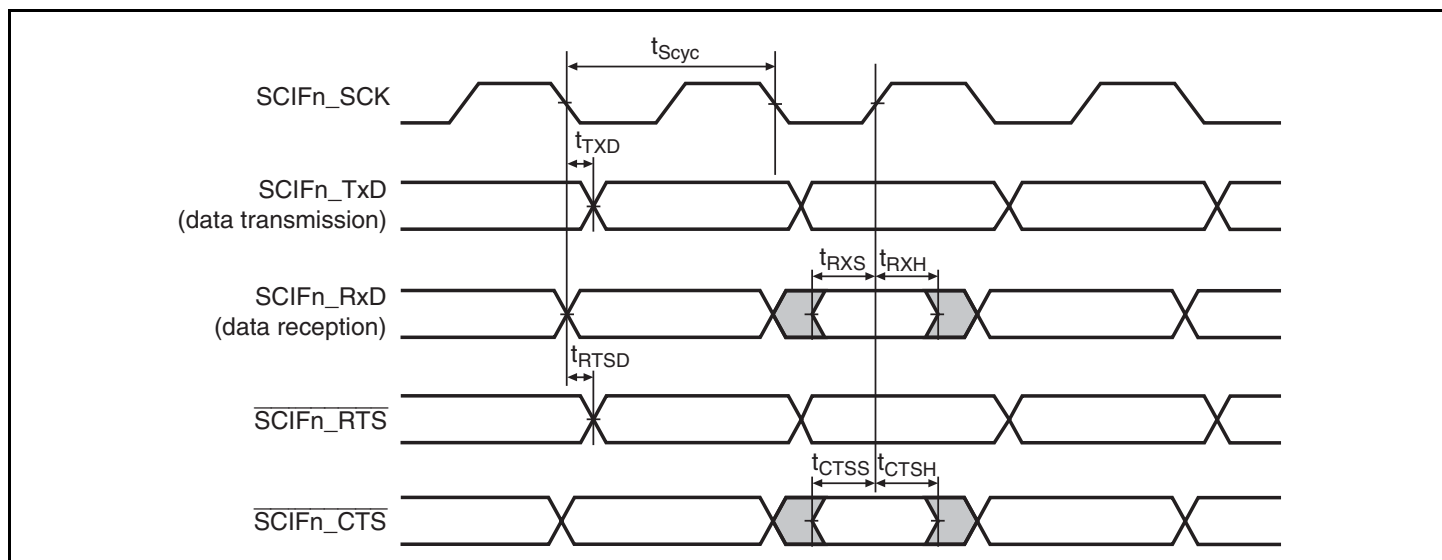 tScyc
SCIFn_SCK
tTXD
SCIFn_TxD
(data transmission)
tRXS tRXH
SCIFn_RxD
(data reception)
tRTSD
SCIFn_RTS
tCTSS tCTSH
SCIFn_CTS